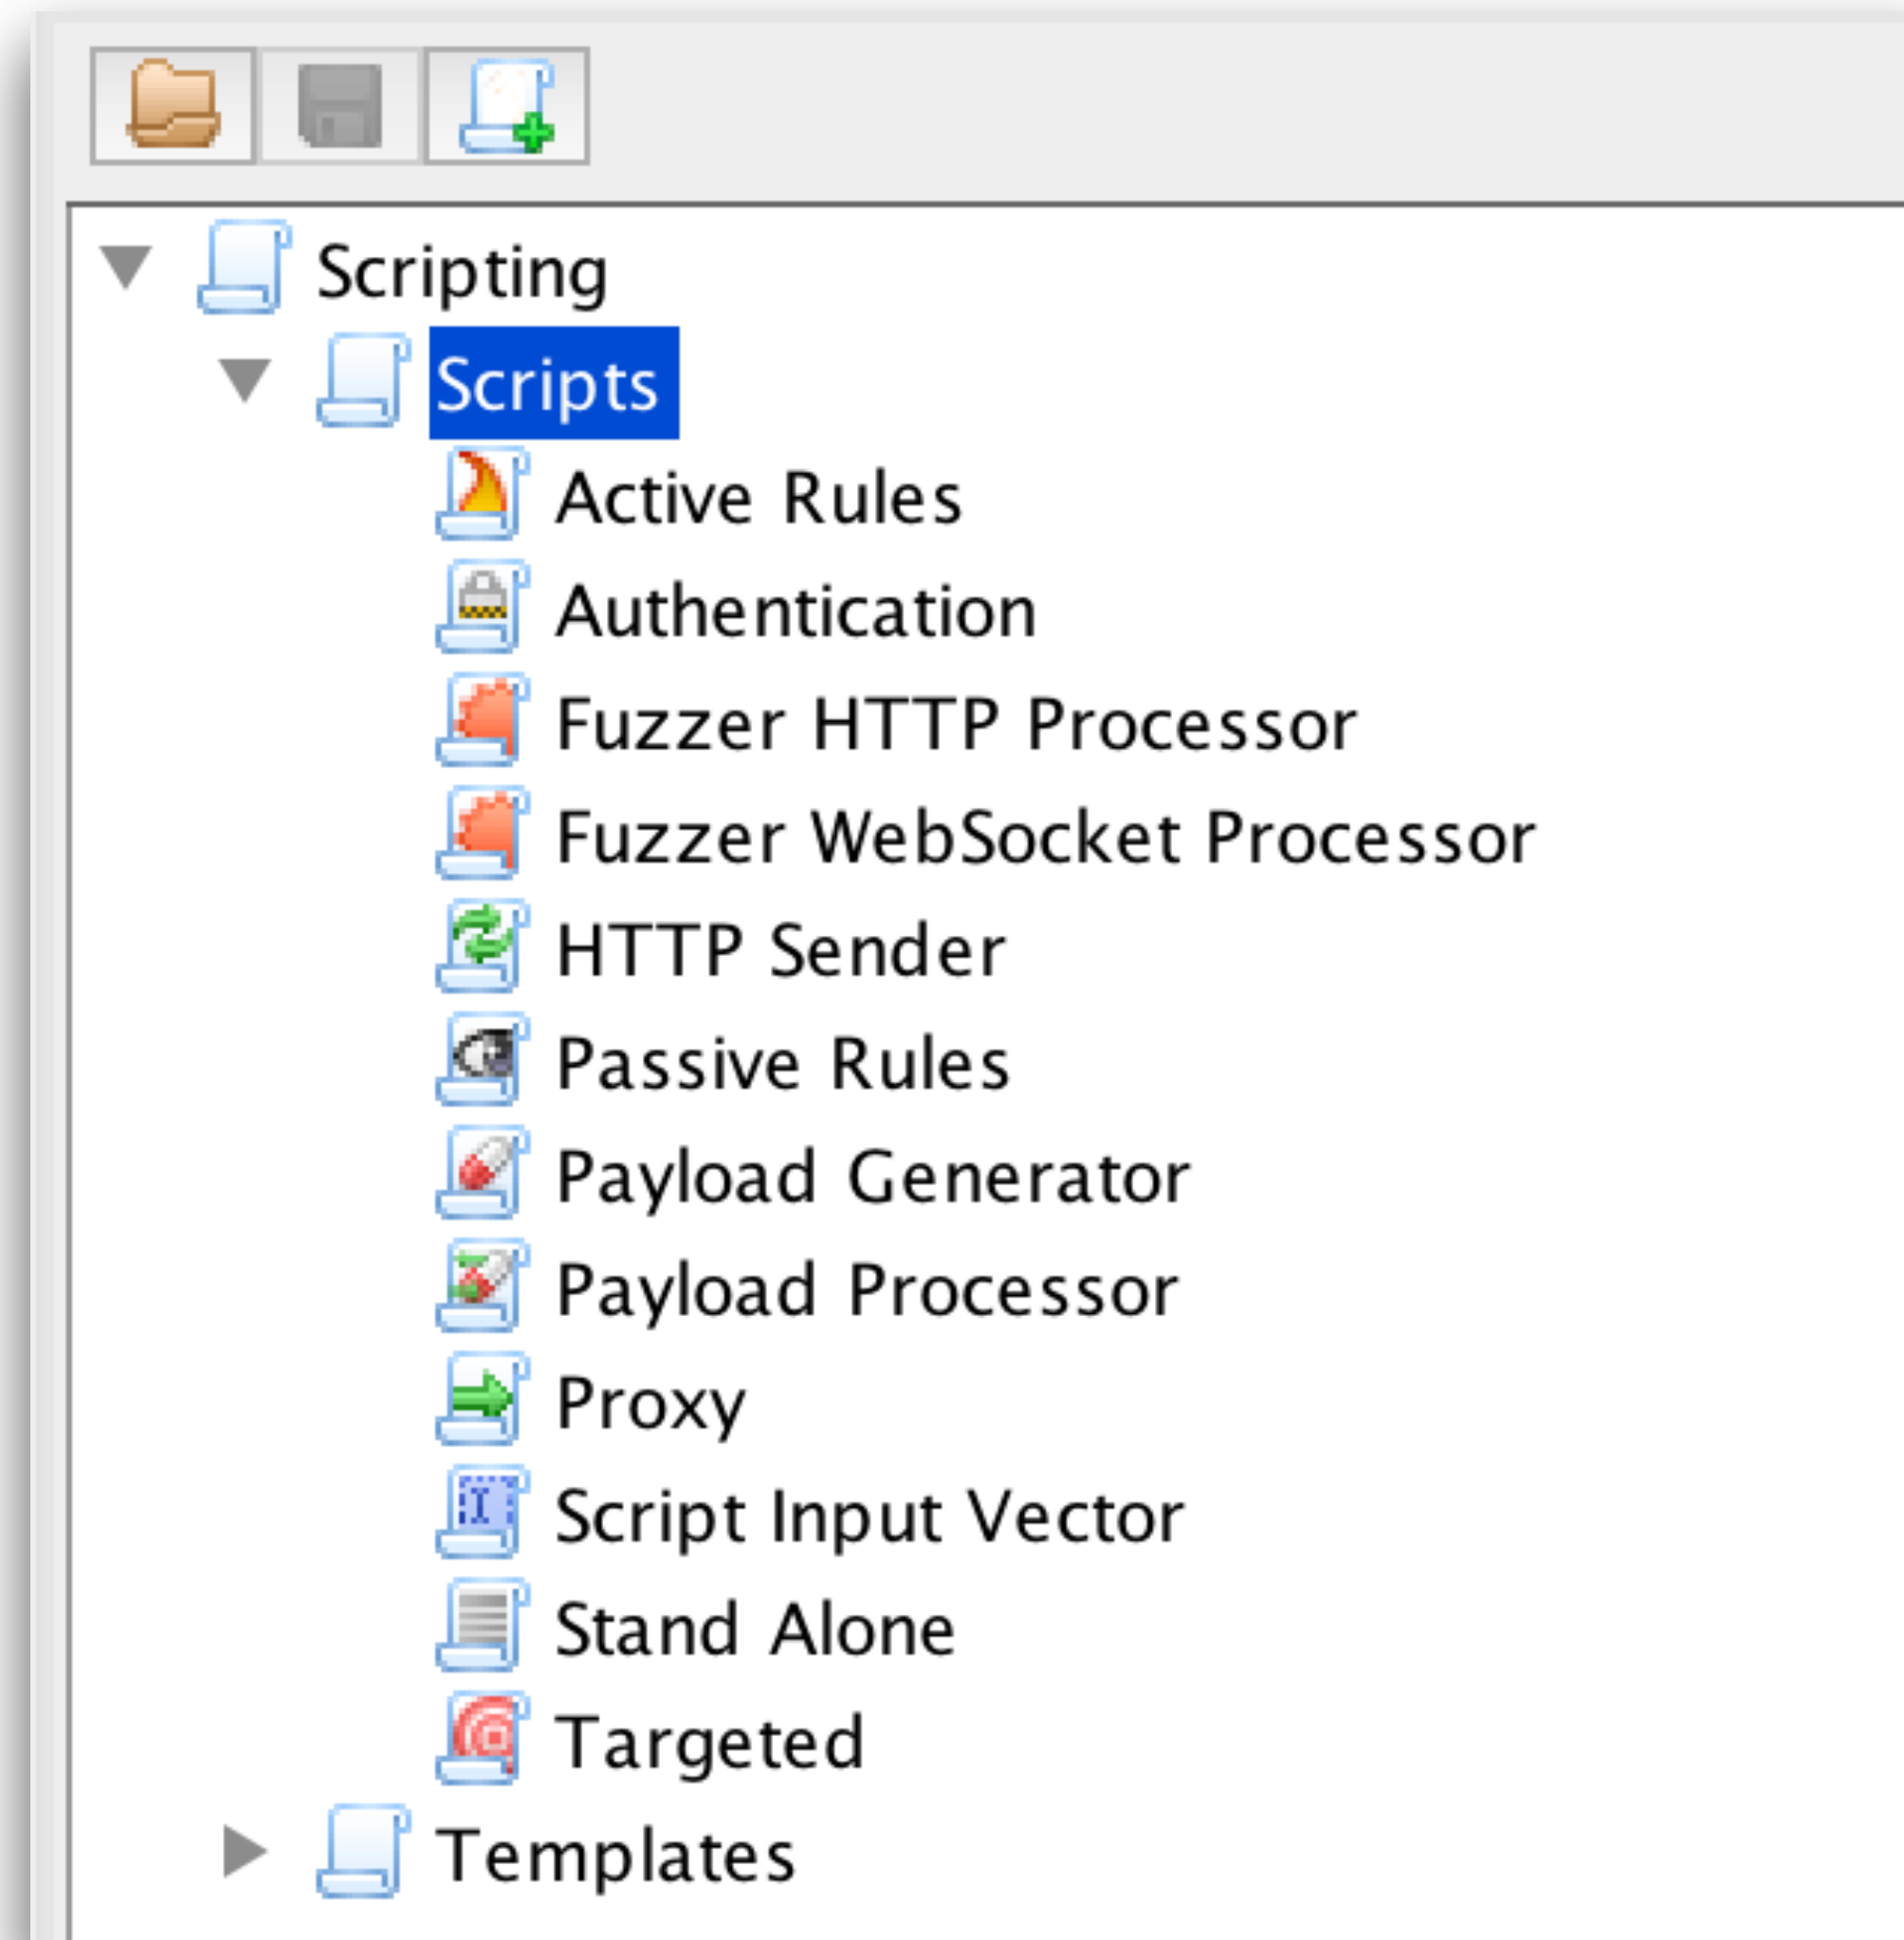 Scripting
Scripts
Active Rules
Authentication
Fuzzer HTTP Processor
Fuzzer WebSocket Processor
HTTP Sender
Passive Rules
Payload Generator
Payload Processor
Proxy
Script Input Vector
Stand Alone
Targeted
Templates